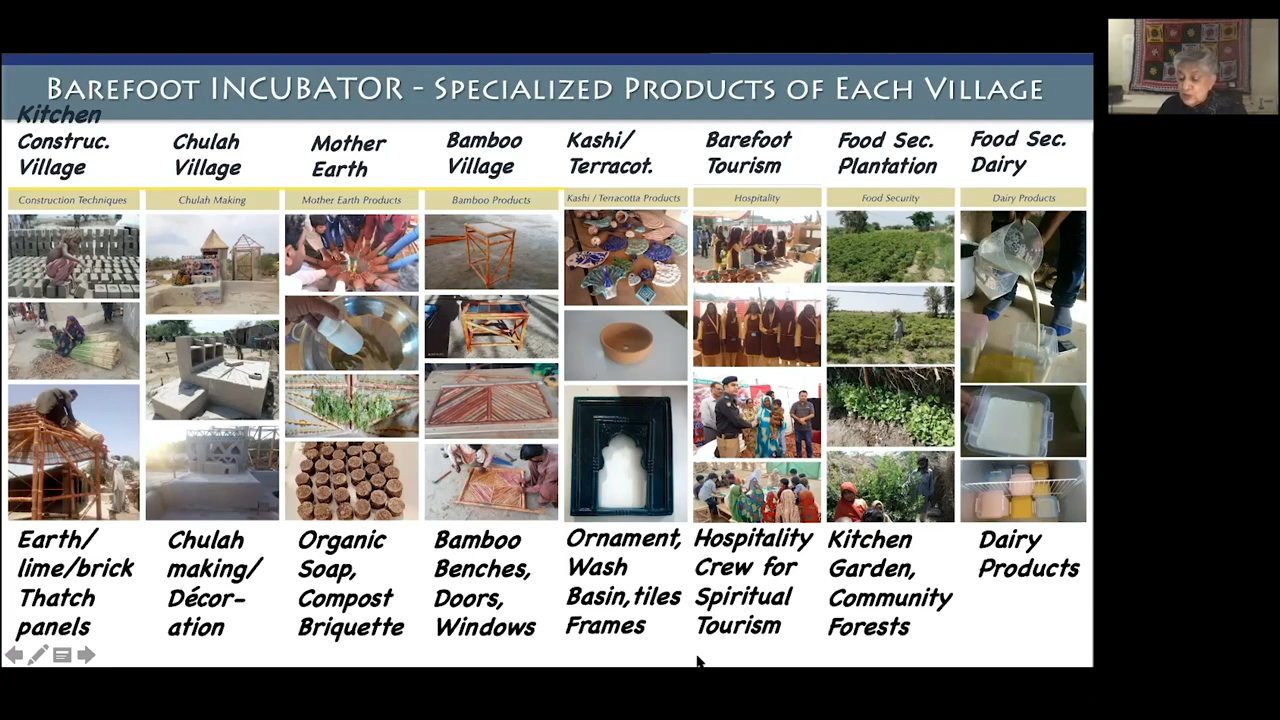 BAREFOOT INCUBATOR - SPECIALIZED PRODUCTS OF EACH VILLAGE
Kitchen
Construc.
Village
Chulah
Village
Mother
Earth
Bamboo
Village
Kashi/
Terracot.
Barefoot
Tourism
Food Sec.
Plantation
Food Sec.
Dairy
Construction Techniques
Chulah Making
Mother Earth Products
Bamboo Products
Kashi / Terracotta Products
Hospitality
Food Security
Dairy Products
Earth/
lime/brick
Thatch
panels
Chulah
making/
Décor-
ation
Organic
Soap,
Compost
Briquette
Bamboo
Benches,
Doors,
Windows
Ornament,
Wash
Basin,tiles
Frames
Hospitality
Crew for
Spiritual
Tourism
Kitchen
Garden,
Community
Forests
Dairy
Products